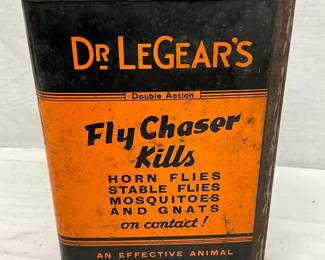 DR. LEGEAR'S
Double Action
Fly Chaser
Kills
HORN FLIES
STABLE FLIES
MOSQUITOES
AND GNATS
on contact!
AN EFFECTIVE ANIMAL